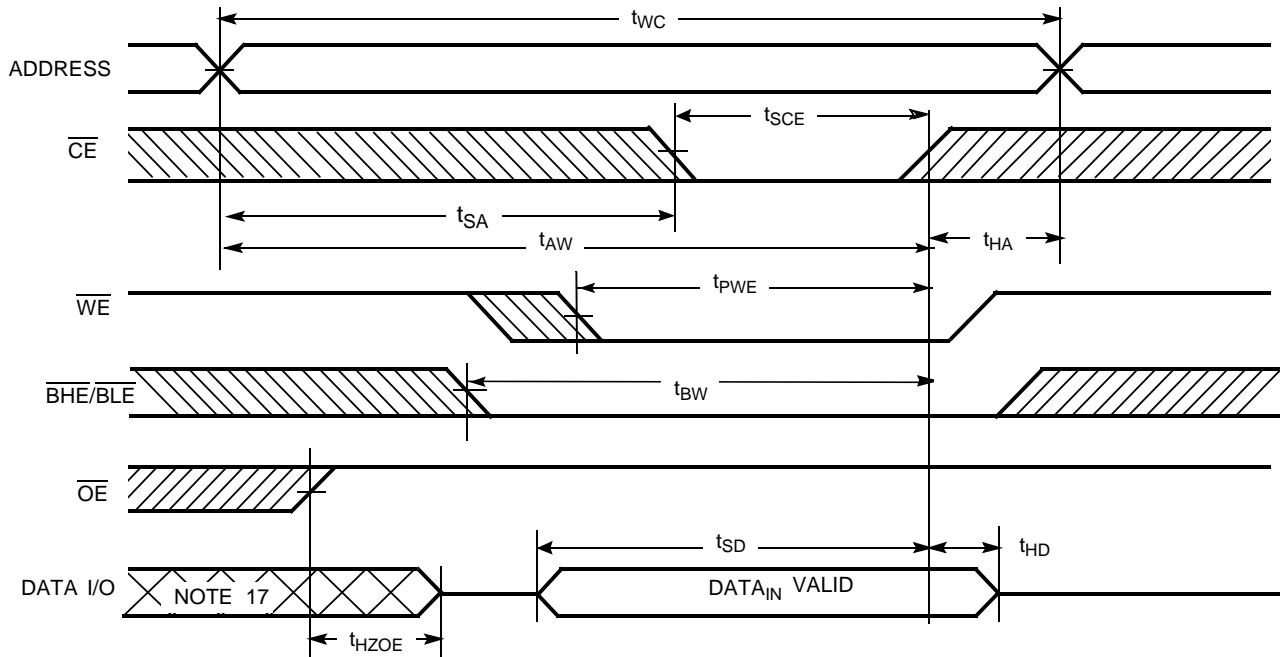 tWC
ADDRESS
tSCE
CE
tSA
tAW
tHA
tPWE
WE
tBW
BHE/BLE
OE
tSD
tHD
DATA I/O
NOTE 17
DATAIN VALID
tHZOE